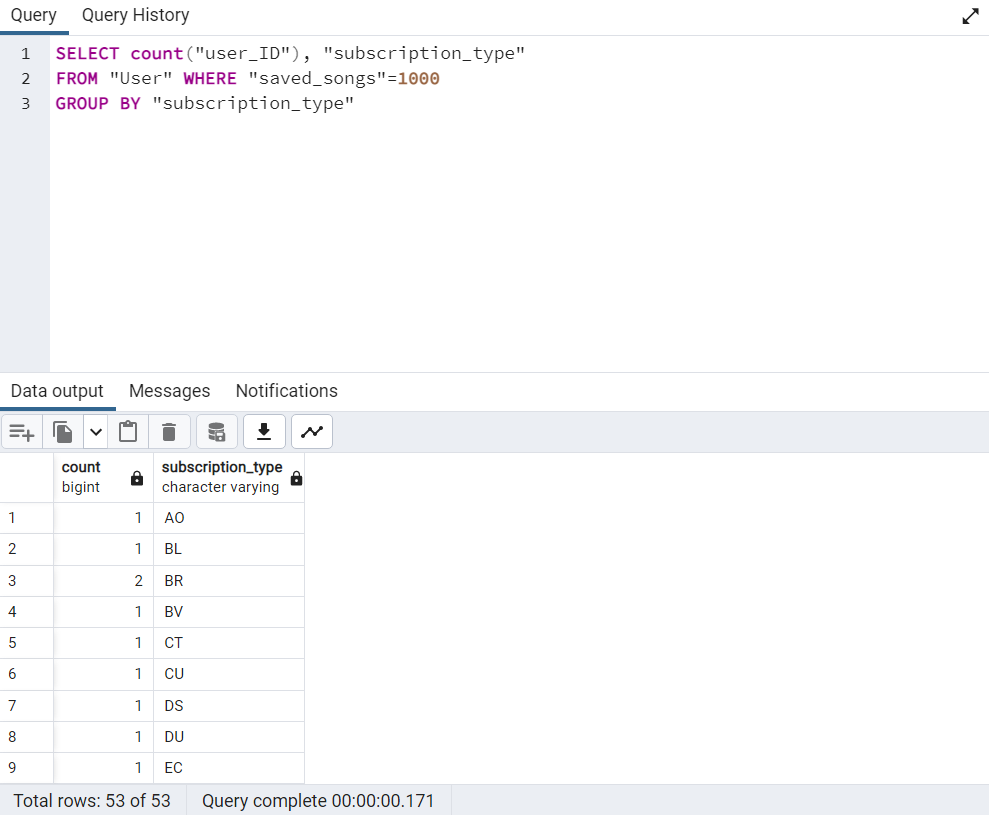 Query Query History
1 SELECT count("user_ID"), "subscription_type"
2 FROM "User" WHERE "saved_songs"=1000
3 GROUP BY "subscription_type"
Data output Messages Notifications
count subscription_type
bigint character varying
1 1 AO
2 1 BL
3 2 BR
4 1 BV
5 1 CT
6 1 CU
7 1 DS
8 1 DU
9 1 EC
Total rows: 53 of 53 Query complete 00:00:00.171